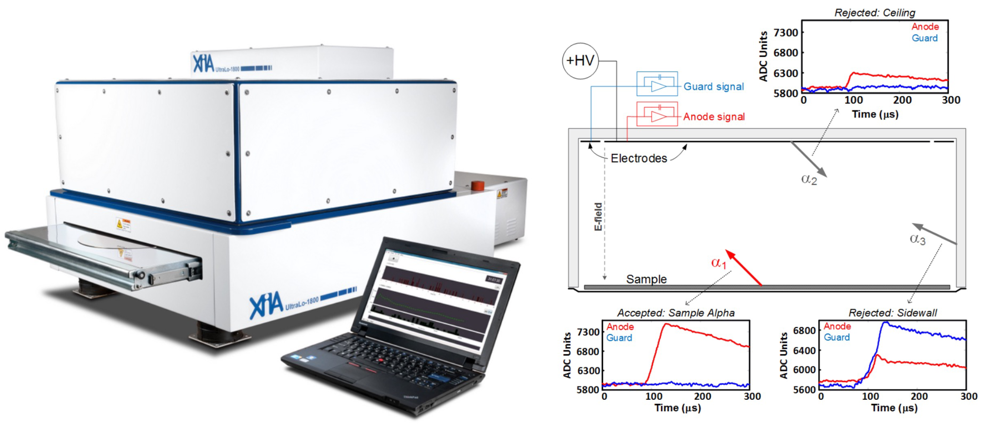 XIA UltraLo-1800
XIA UltraLo-1800
ThinkPad
Rejected: Ceiling
Anode
Guard
ADC Units
7300
6800
6300
5800
0 100 200 300
Time (µs)
+HV
Guard signal
Anode signal
Electrodes
E-field
α2
α3
α1
Sample
Accepted: Sample Alpha
Anode
Guard
ADC Units
7300
6800
6300
5800
0 100 200 300
Time (µs)
Rejected: Sidewall
Anode
Guard
ADC Units
6800
6400
6000
5600
0 100 200 300
Time (µs)